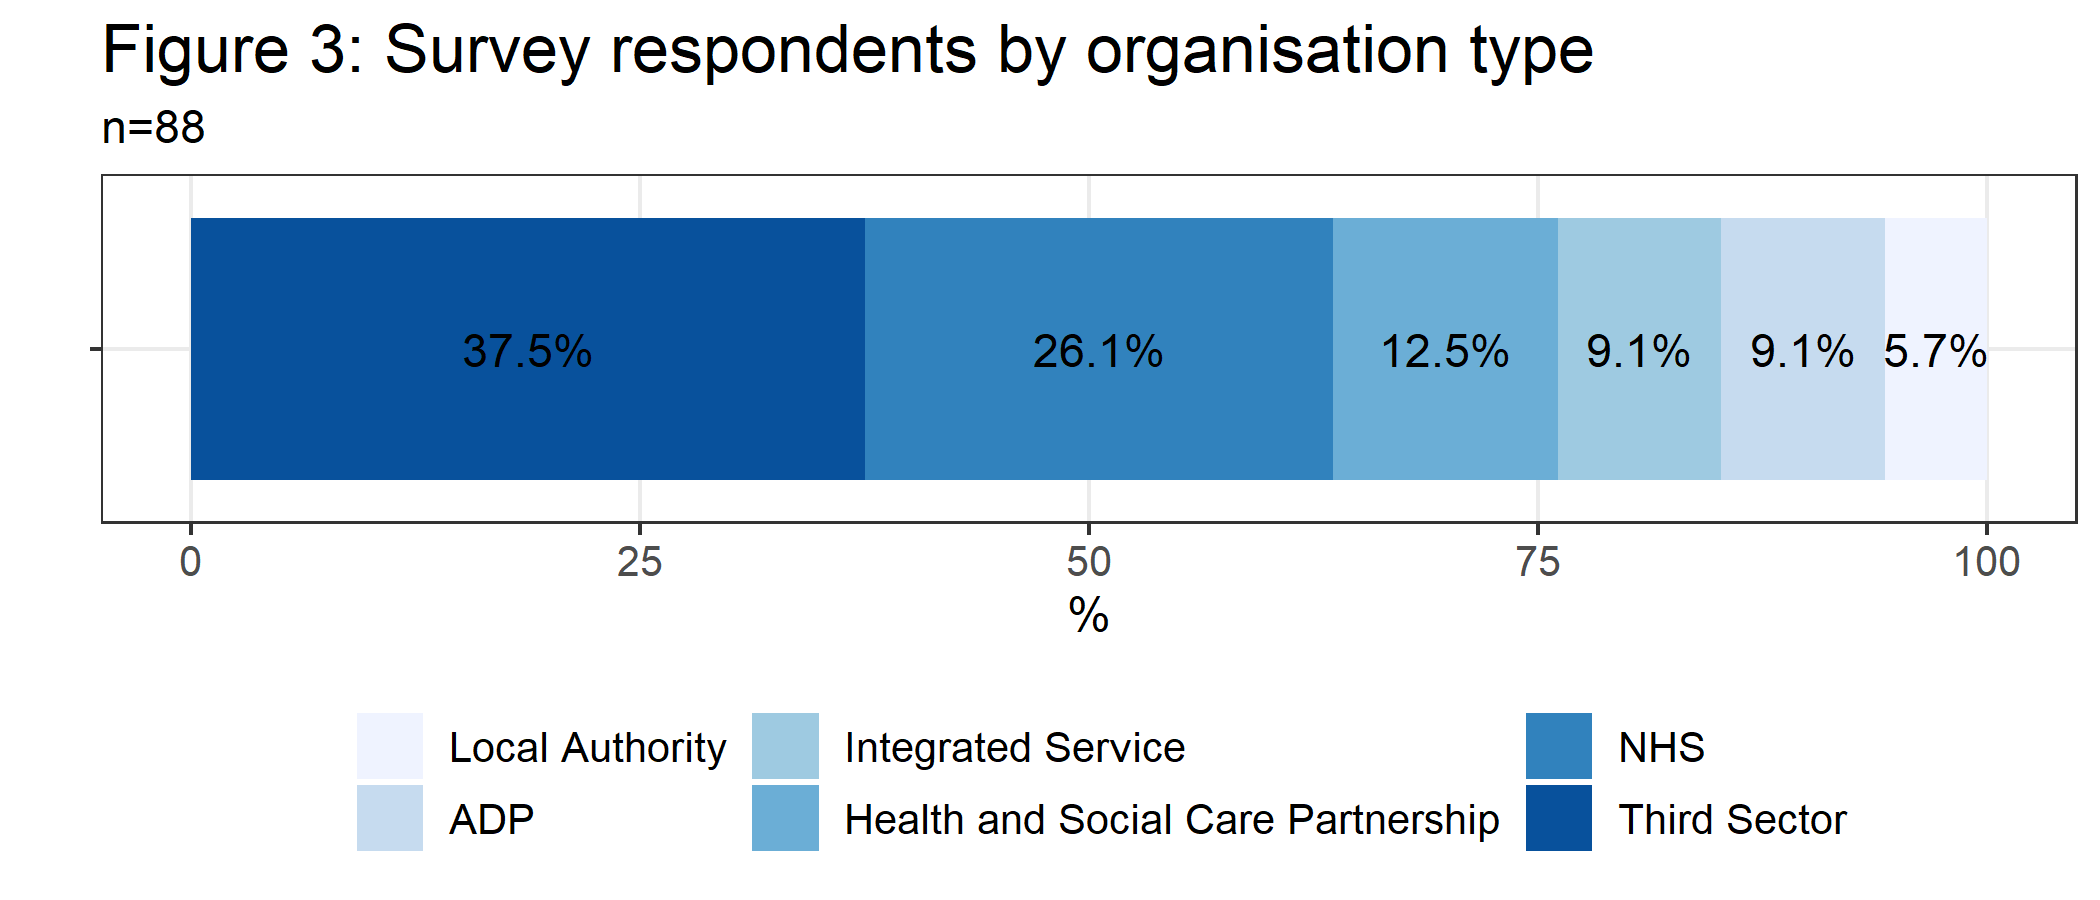 Figure 3: Survey respondents by organisation type
n=88
37.5% 26.1% 12.5% 9.1% 9.1% 5.7%
0 25 50 75 100
%
Local Authority Integrated Service NHS
ADP Health and Social Care Partnership Third Sector